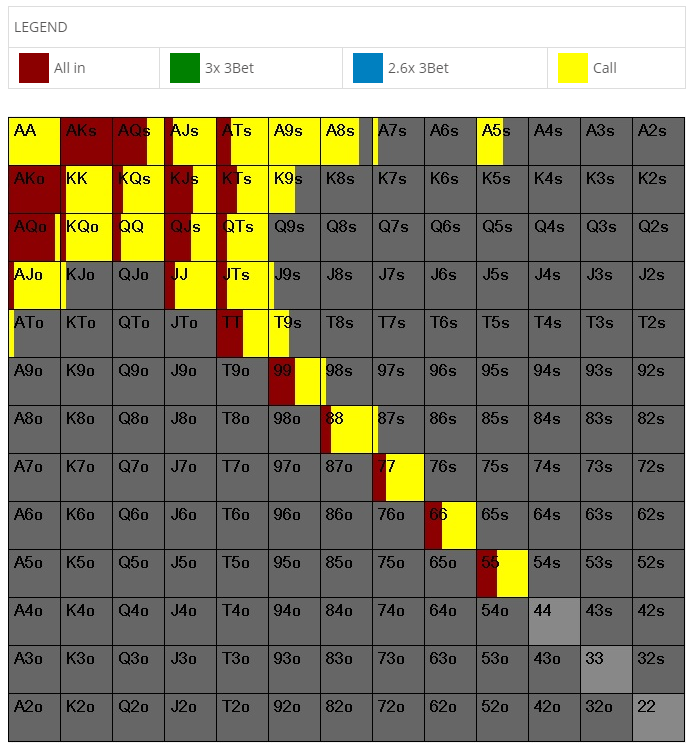 LEGEND
All in 3x 3Bet 2.6x 3Bet Call
AA AKs AQs AJs ATs A9s A8s A7s A6s A5s A4s A3s A2s
AKo KK KQs KJs KTs K9s K8s K7s K6s K5s K4s K3s K2s
AQo KQo QQ QJs QTs Q9s Q8s Q7s Q6s Q5s Q4s Q3s Q2s
AJo KJo QJo JJ JTs J9s J8s J7s J6s J5s J4s J3s J2s
ATo KTo QTo JTo TT T9s T8s T7s T6s T5s T4s T3s T2s
A9o K9o Q9o J9o T9o 99 98s 97s 96s 95s 94s 93s 92s
A8o K8o Q8o J8o T8o 98o 88 87s 86s 85s 84s 83s 82s
A7o K7o Q7o J7o T7o 97o 87o 77 76s 75s 74s 73s 72s
A6o K6o Q6o J6o T6o 96o 86o 76o 66 65s 64s 63s 62s
A5o K5o Q5o J5o T5o 95o 85o 75o 65o 55 54s 53s 52s
A4o K4o Q4o J4o T4o 94o 84o 74o 64o 54o 44 43s 42s
A3o K3o Q3o J3o T3o 93o 83o 73o 63o 53o 43o 33 32s
A2o K2o Q2o J2o T2o 92o 82o 72o 62o 52o 42o 32o 22